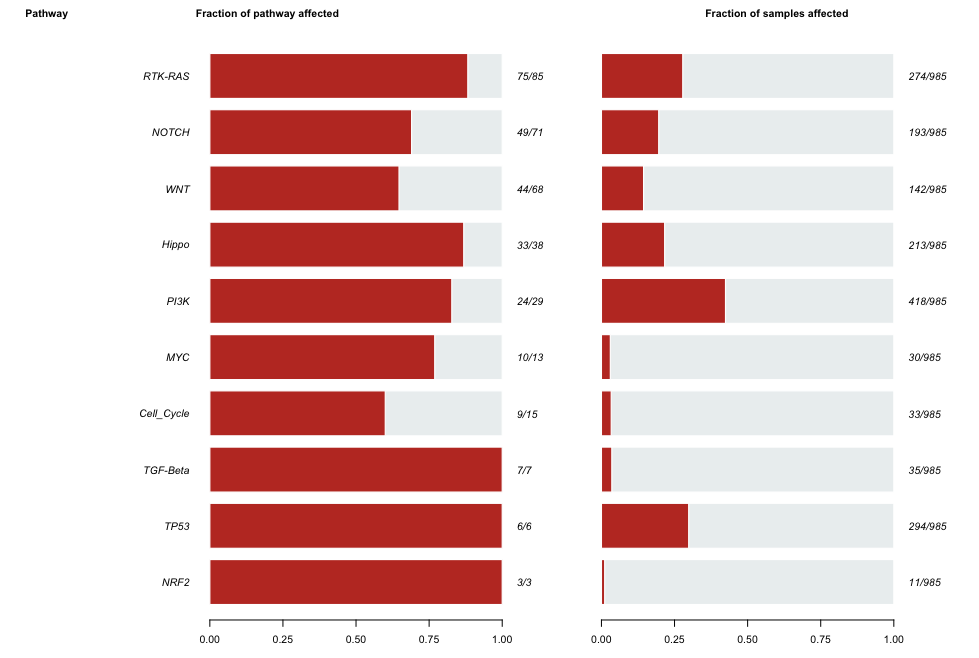 Pathway Fraction of pathway affected Fraction of samples affected
RTK-RAS 75/85 274/985
NOTCH 49/71 193/985
WNT 44/68 142/985
Hippo 33/38 213/985
PI3K 24/29 418/985
MYC 10/13 30/985
Cell_Cycle 9/15 33/985
TGF-Beta 7/7 35/985
TP53 6/6 294/985
NRF2 3/3 11/985
0.00 0.25 0.50 0.75 1.00 0.00 0.25 0.50 0.75 1.00